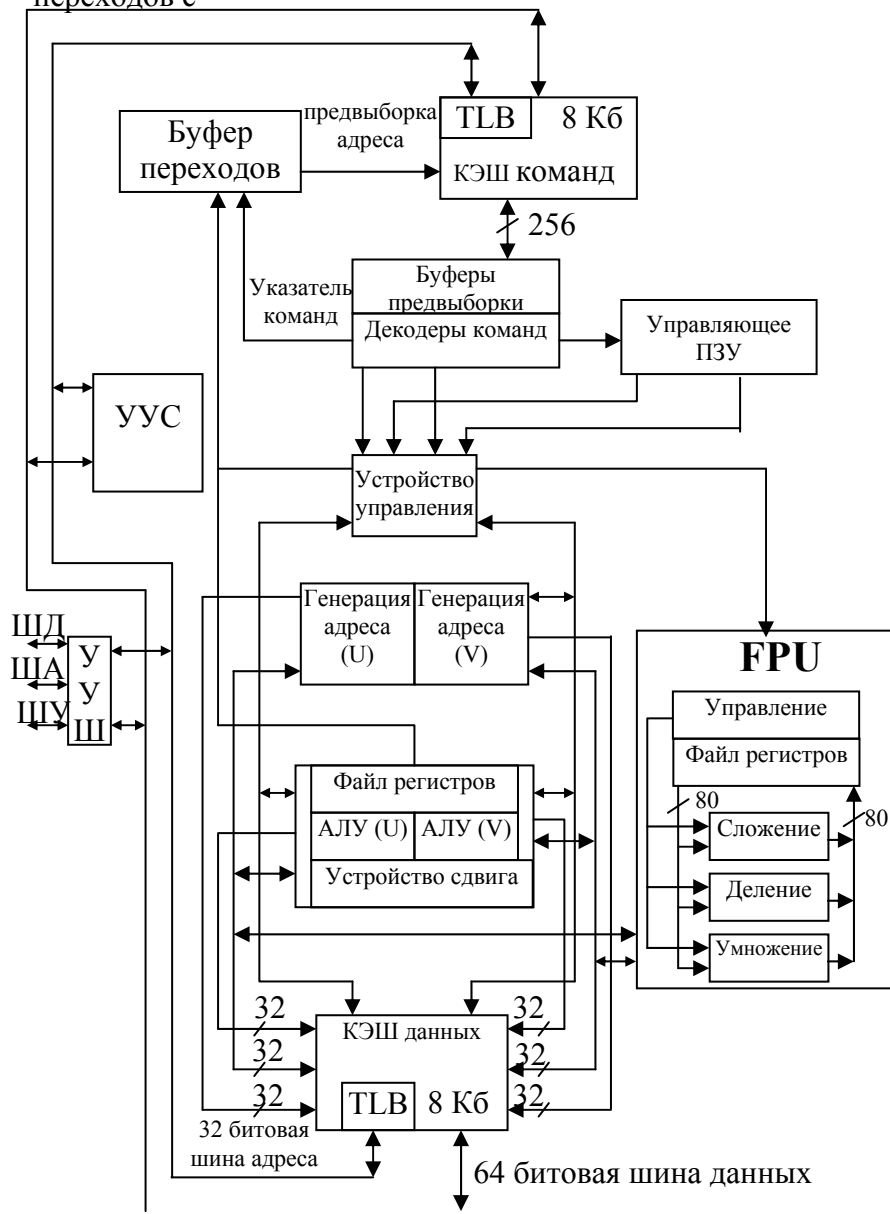 переходов с
предвыборка
адреса
TLB
8 Кб
КЭШ команд
Буфер
переходов
256
Буферы
предвыборки
Декодеры команд
Указатель
команд
Управляющее
ПЗУ
УУС
Устройство
управления
Генерация
адреса
(U)
Генерация
адреса
(V)
ШД
ША
ШУ
У
У
Ш
FPU
Управление
Файл регистров
80
80
Сложение
Деление
Умножение
Файл регистров
АЛУ (U)
АЛУ (V)
Устройство сдвига
32
32
32
КЭШ данных
TLB
8 Кб
32
32
32
32 битовая
шина адреса
64 битовая шина данных